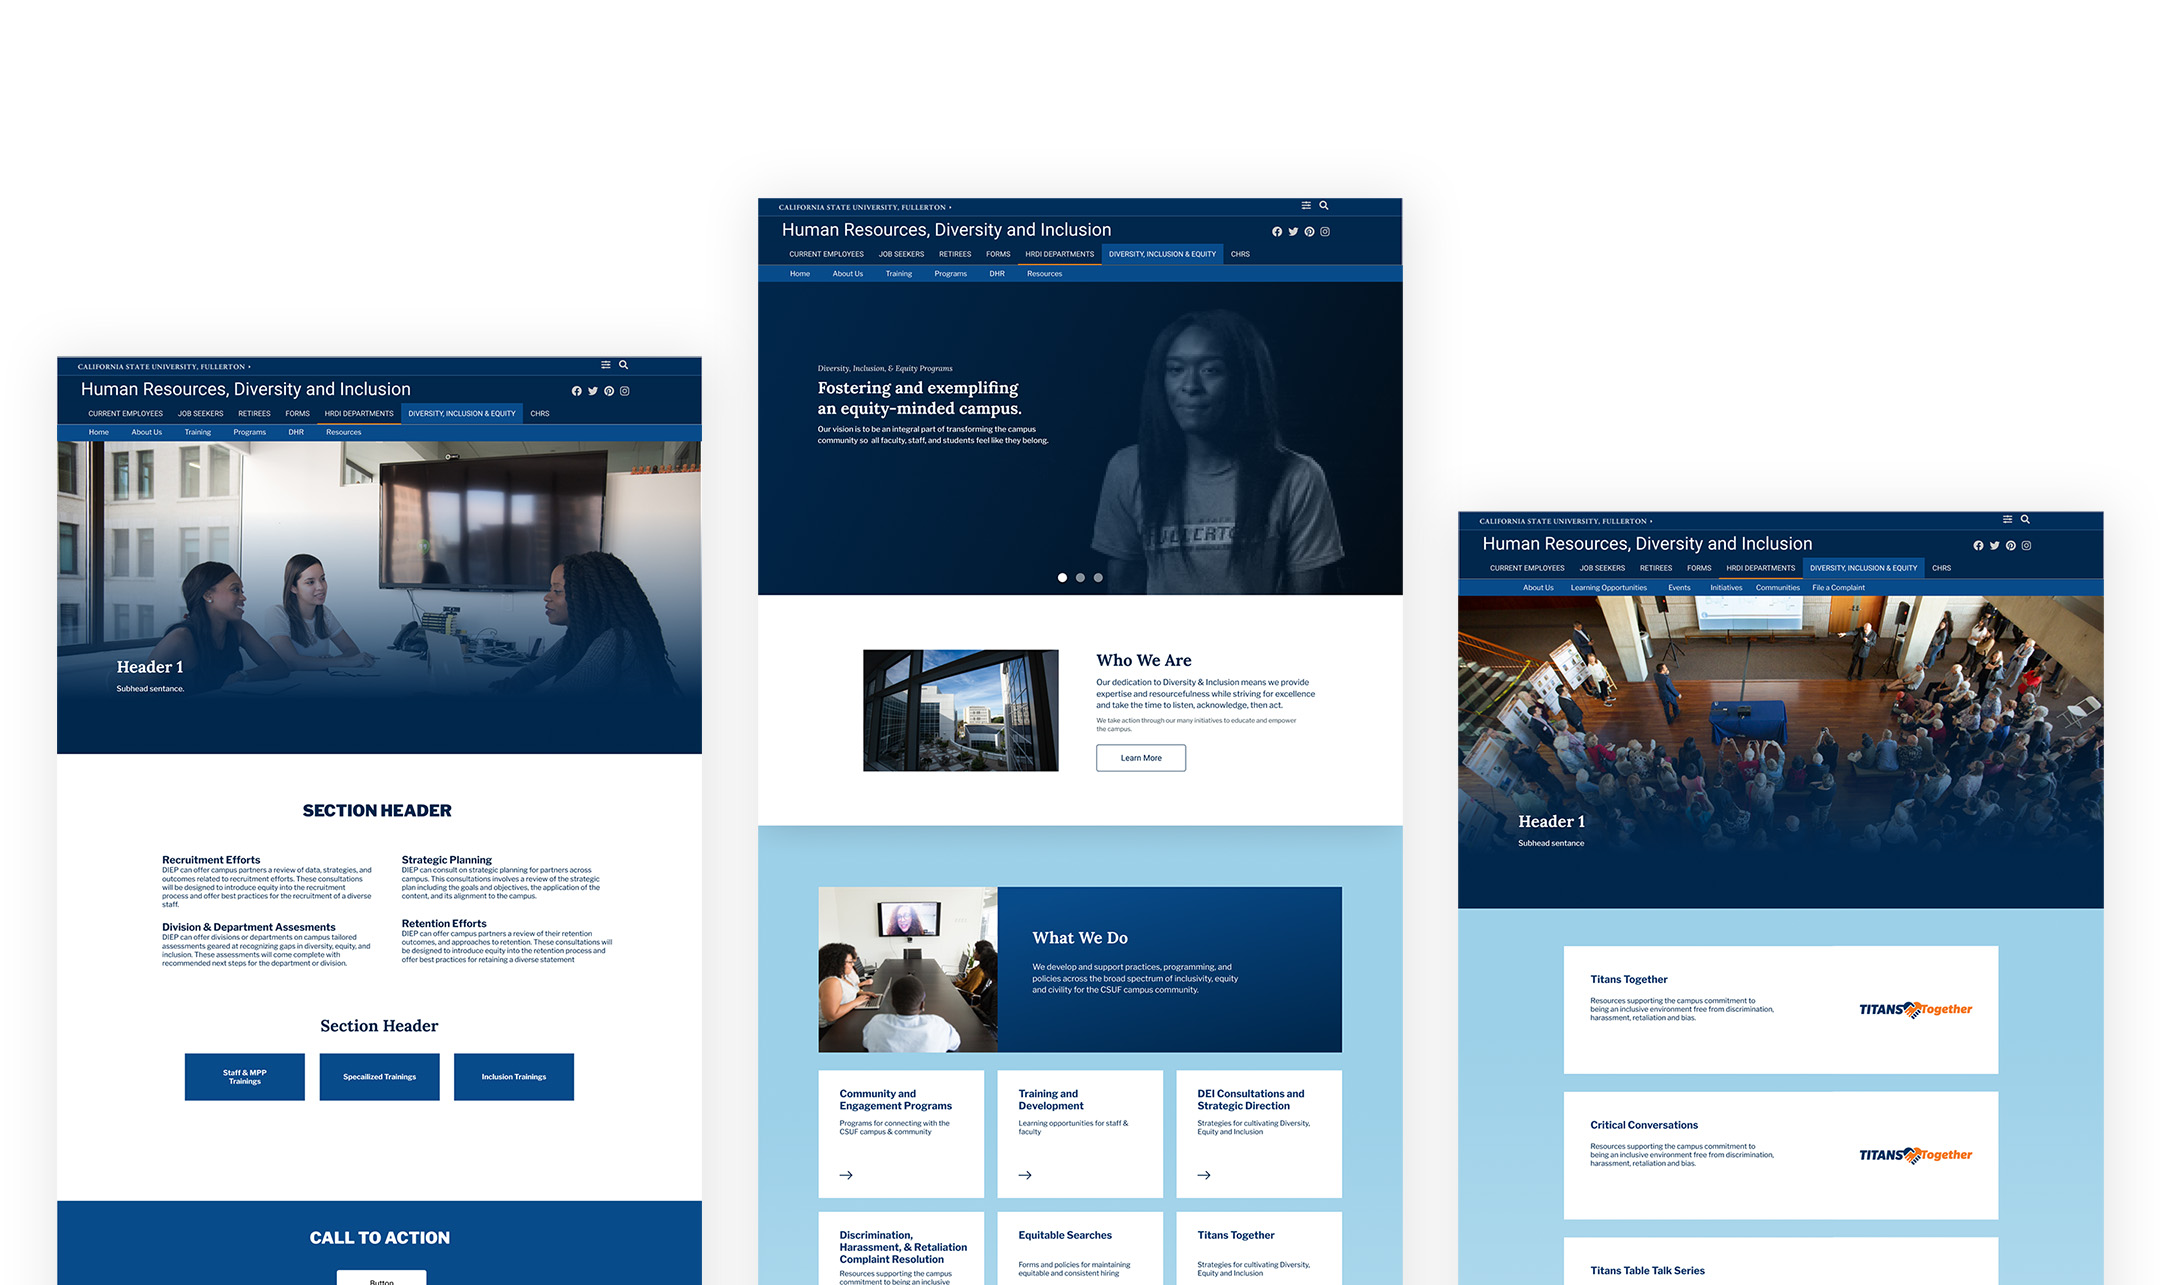 CALIFORNIA STATE UNIVERSITY, FULLERTON
Human Resources, Diversity and Inclusion
CURRENT EMPLOYEES JOB SEEKERS RETIREES FORMS HRDI DEPARTMENTS DIVERSITY, INCLUSION & EQUITY CHRS
Home About Us Training Programs DHR Resources
Header 1
Subhead sentance.
SECTION HEADER
Recruitment Efforts
DIEP can offer campus partners a review of data, strategies, and
outcomes related to recruitment efforts. These consultations
will be designed to introduce equity into the recruitment
process and offer best practices for the recruitment of a diverse
staff.
Division & Department Assesments
DIEP can offer divisions or departments on campus tailored
assessments geared at recognizing gaps in diversity, equity, and
inclusion. These assessments will come complete with
recommended next steps for the department or division.
Strategic Planning
DIEP can consult on strategic planning for partners across
campus. This consultations involves a review of the strategic
plan including the goals and objectives, the application of the
content, and its alignment to the campus.
Retention Efforts
DIEP can offer campus partners a review of their retention
outcomes, and approaches to retention. These consultations will
be designed to introduce equity into the retention process and
offer best practices for retaining a diverse statement
Section Header
Staff & MPP
Trainings
Specailized Trainings
Inclusion Trainings
CALL TO ACTION
Button
CALIFORNIA STATE UNIVERSITY, FULLERTON
Human Resources, Diversity and Inclusion
CURRENT EMPLOYEES JOB SEEKERS RETIREES FORMS HRDI DEPARTMENTS DIVERSITY, INCLUSION & EQUITY CHRS
Home About Us Training Programs DHR Resources
Diversity, Inclusion, & Equity Programs
Fostering and exemplifing
an equity-minded campus.
Our vision is to be an integral part of transforming the campus
community so all faculty, staff, and students feel like they belong.
STATE
FULLERTON
Who We Are
Our dedication to Diversity & Inclusion means we provide
expertise and resourcefulness while striving for excellence
and take the time to listen, acknowledge, then act.
We take action through our many initiatives to educate and empower
the campus.
Learn More
What We Do
We develop and support practices, programming, and
policies across the broad spectrum of inclusivity, equity
and civility for the CSUF campus community.
Community and
Engagement Programs
Programs for connecting with the
CSUF campus & community
Training and
Development
Learning opportunities for staff &
faculty
DEI Consultations and
Strategic Direction
Strategies for cultivating Diversity,
Equity and Inclusion
Discrimination,
Harassment, & Retaliation
Complaint Resolution
Resources supporting the campus
commitment to being an inclusive
Equitable Searches
Forms and policies for maintaining
equitable and consistent hiring
Titans Together
Strategies for cultivating Diversity,
Equity and Inclusion
CALIFORNIA STATE UNIVERSITY, FULLERTON
Human Resources, Diversity and Inclusion
CURRENT EMPLOYEES JOB SEEKERS RETIREES FORMS HRDI DEPARTMENTS DIVERSITY, INCLUSION & EQUITY CHRS
About Us Learning Opportunities Events Initiatives Communities File a Complaint
Header 1
Subhead sentance
Titans Together
Resources supporting the campus commitment to
being an inclusive environment free from discrimination,
harassment, retaliation and bias.
TITANS Together
Critical Conversations
Resources supporting the campus commitment to
being an inclusive environment free from discrimination,
harassment, retaliation and bias.
TITANS Together
Titans Table Talk Series